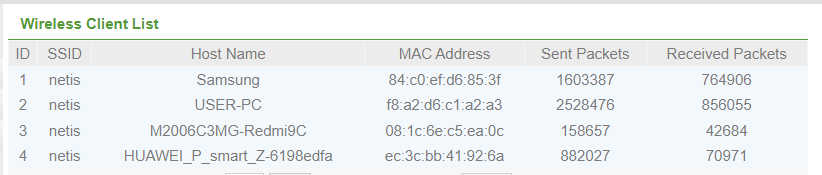 Wireless Client List
ID SSID Host Name MAC Address Sent Packets Received Packets
1 netis Samsung 84:c0:ef:d6:85:3f 1603387 764906
2 netis USER-PC f8:a2:d6:c1:a2:a3 2528476 856055
3 netis M2006C3MG-Redmi9C 08:1c:6e:c5:ea:0c 158657 42684
4 netis HUAWEI_P_smart_Z-6198edfa ec:3c:bb:41:92:6a 882027 70971